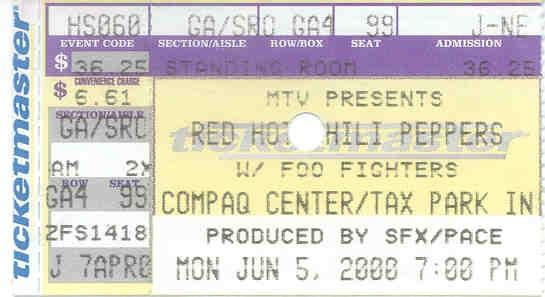 ticketmaster
HS060 GA/SRO GA4 99 J-NE
EVENT CODE SECTION/AISLE ROW/BOX SEAT ADMISSION
$ 36.25 STANDING ROOM 36.25
CONVENIENCE CHARGE
$ 6.61
SECTION/AISLE
GA/SRO
AM 2X
ROW SEAT
GA4 99
ZFS1418
J 7APR0
MTV PRESENTS
RED HOT HILI PEPPERS
ticketmaster
W/ FOO FIGHTERS
COMPAQ CENTER/TAX PARK IN
PRODUCED BY SFX/PACE
MON JUN 5, 2000 7:00 PM